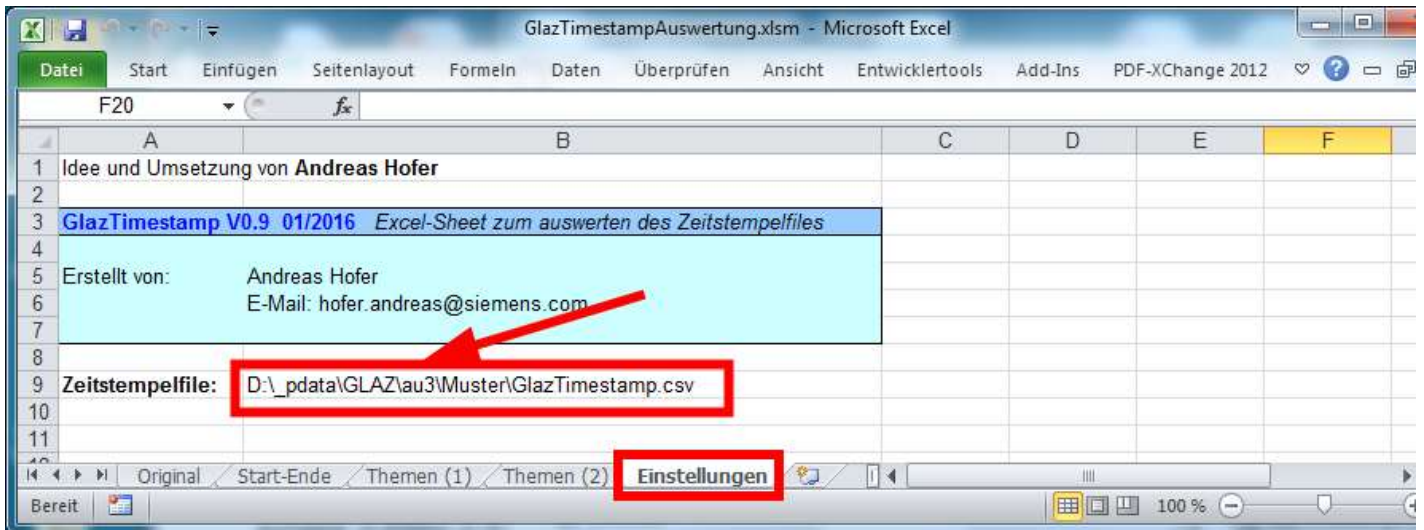 GlazTimestampAuswertung.xlsm - Microsoft Excel
Datei Start Einfügen Seitenlayout Formeln Daten Überprüfen Ansicht Entwicklertools Add-Ins PDF-XChange 2012
F20 fx
A B C D E F
1 Idee und Umsetzung von Andreas Hofer
2
3 GlazTimestamp V0.9 01/2016 Excel-Sheet zum auswerten des Zeitstempelfiles
4
5 Erstellt von: Andreas Hofer
6 E-Mail: hofer.andreas@siemens.com
7
8
9 Zeitstempelfile: D:\_pdata\GLAZ\au3\Muster\GlazTimestamp.csv
10
11
Original Start-Ende Themen (1) Themen (2) Einstellungen
Bereit 100 %